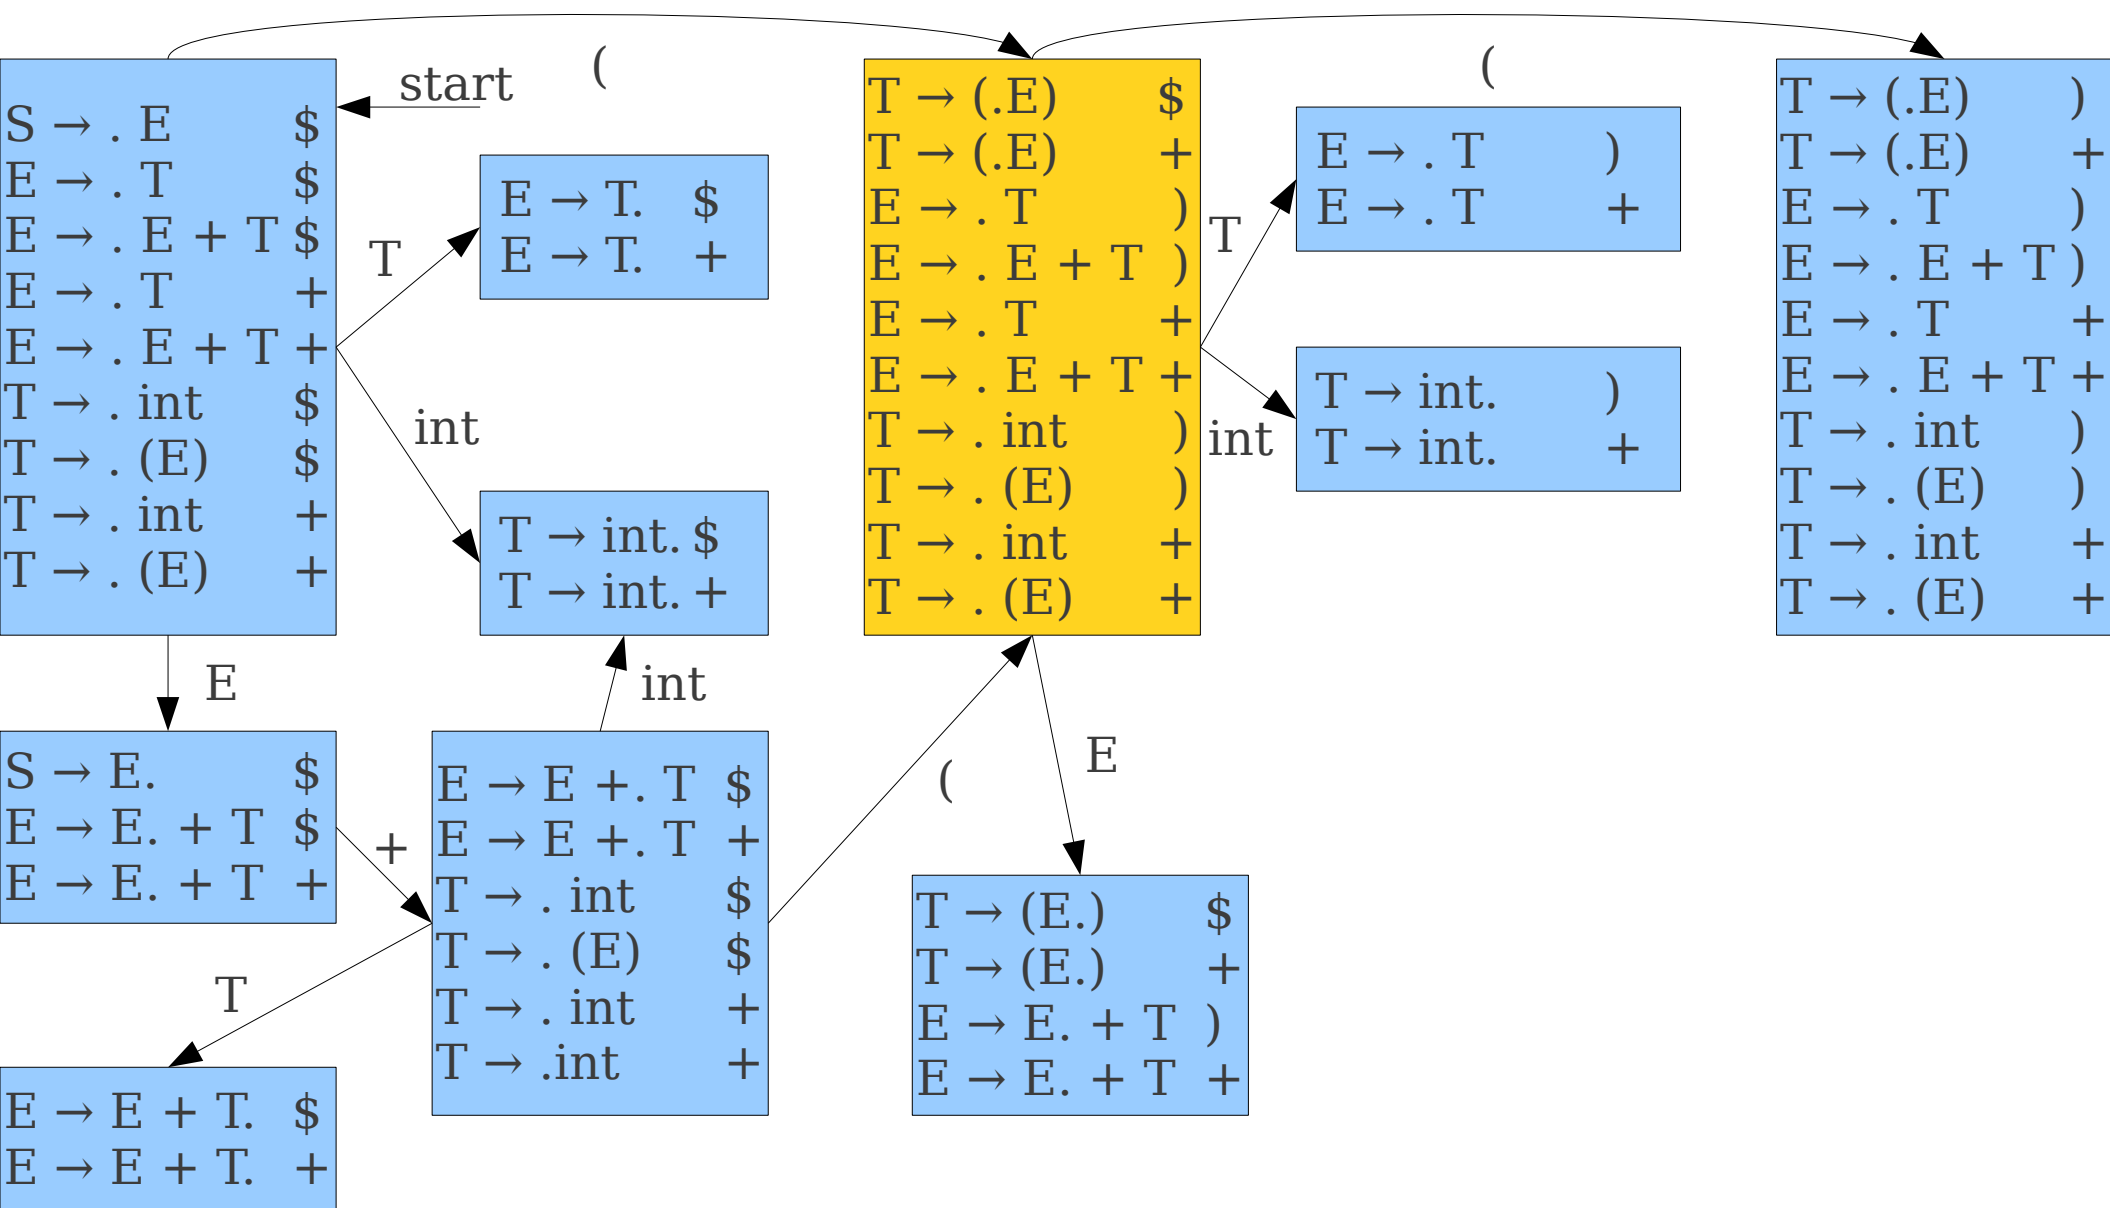 (
(
start
S → . E $
E → . T $
E → . E + T $
E → . T +
E → . E + T +
T → . int $
T → . (E) $
T → . int +
T → . (E) +
T
E → T. $
E → T. +
int
T → int. $
T → int. +
T → (.E) $
T → (.E) +
E → . T )
E → . E + T )
E → . T +
E → . E + T +
T → . int )
T → . (E) )
T → . int +
T → . (E) +
T
E → . T )
E → . T +
int
T → int. )
T → int. +
T → (.E) )
T → (.E) +
E → . T )
E → . E + T )
E → . T +
E → . E + T +
T → . int )
T → . (E) )
T → . int +
T → . (E) +
E
int
S → E. $
E → E. + T $
E → E. + T +
+
E → E +. T $
E → E +. T +
T → . int $
T → . (E) $
T → . int +
T → .int +
(
E
T → (E.) $
T → (E.) +
E → E. + T )
E → E. + T +
T
E → E + T. $
E → E + T. +